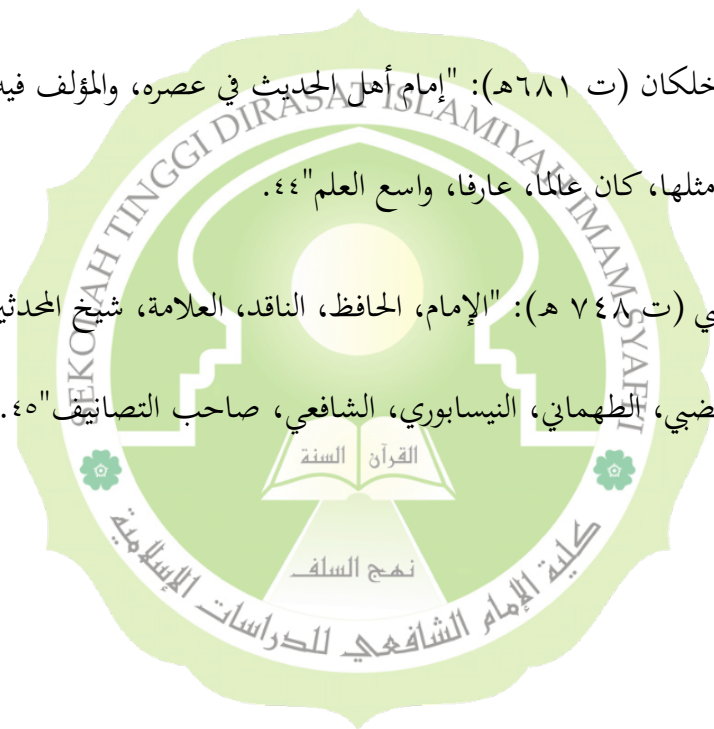 خلكان (ت ٦٨١هـ): "إمام أهل الحديث في عصره، والمؤلف فيه
مثلها، كان عالما، عارفا، واسع العلم"٤٤.
ي (ت ٧٤٨ هـ): "الإمام، الحافظ، الناقد، العلامة، شيخ المحدثين
ضبي، الطهماني، النيسابوري، الشافعي، صاحب التصانيف"٤٥.
SEKOLAH TINGGI DIRASAT ISLAMIYAH IMAM SYAFI'I
القرآن السنة
نهج السلف
كلية الإمام الشافعي للدراسات الإسلامية